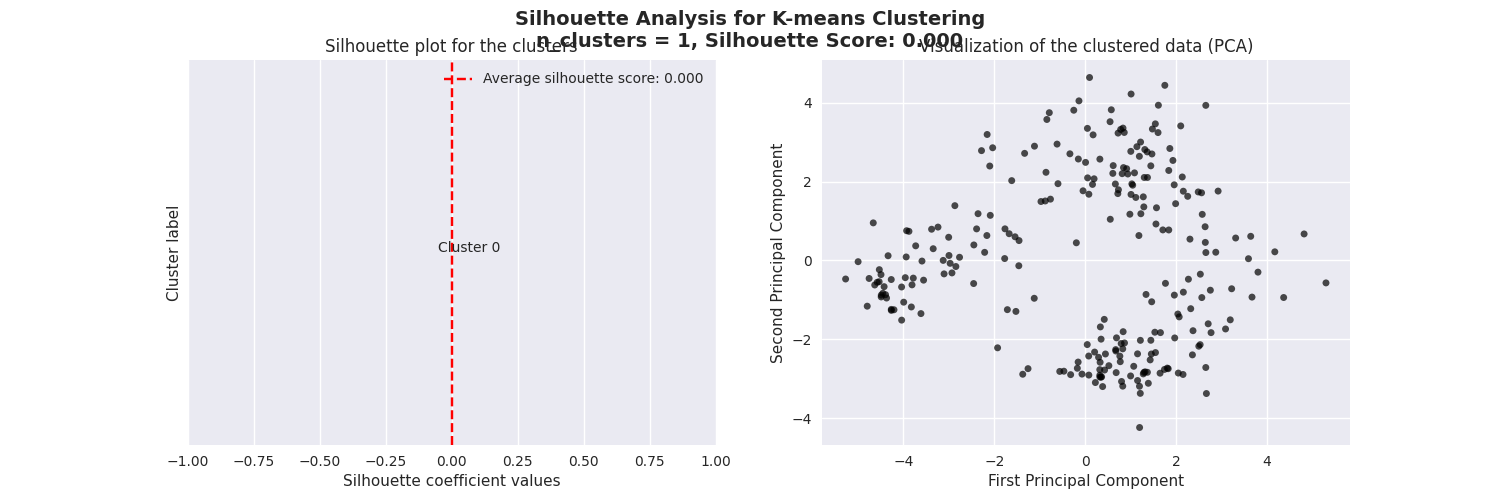 Silhouette Analysis for K-means Clustering
n_clusters = 1, Silhouette Score: 0.000
Silhouette plot for the clusters
Average silhouette score: 0.000
Cluster 0
Cluster label
−1.00 −0.75 −0.50 −0.25 0.00 0.25 0.50 0.75 1.00
Silhouette coefficient values
Visualization of the clustered data (PCA)
4
2
0
−2
−4
Second Principal Component
−4 −2 0 2 4
First Principal Component